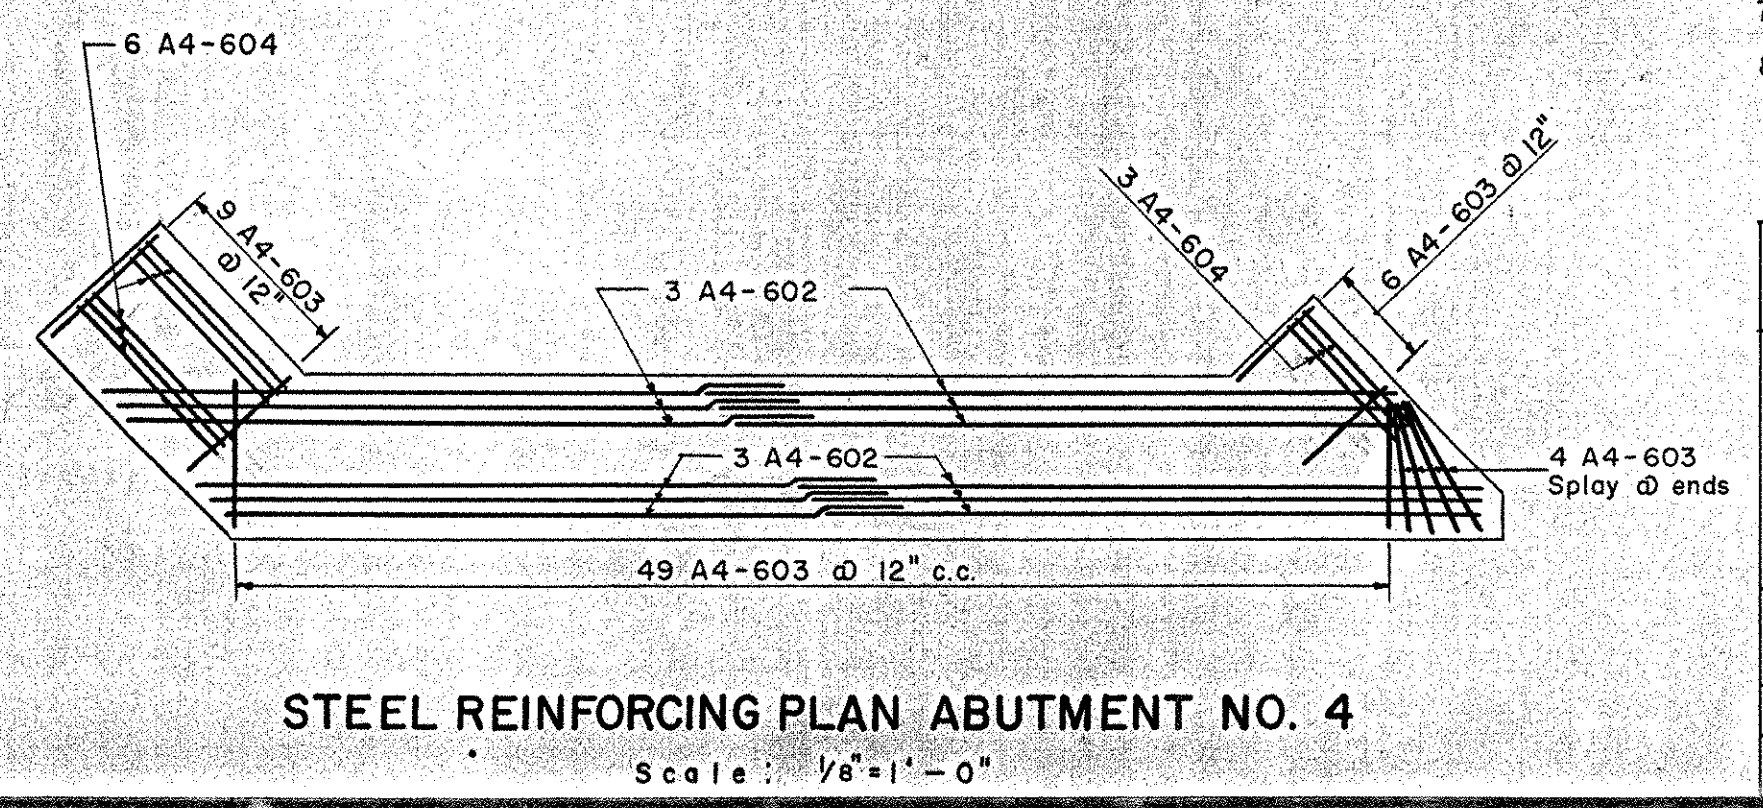 6 A4-604
9 A4-603
@ 12"
3 A4-602
3 A4-604
6 A4-603 @ 12"
3 A4-602
4 A4-603
Splay @ ends
49 A4-603 @ 12" c.c.
STEEL REINFORCING PLAN ABUTMENT NO. 4
Scale: 1/8"=1'-0"